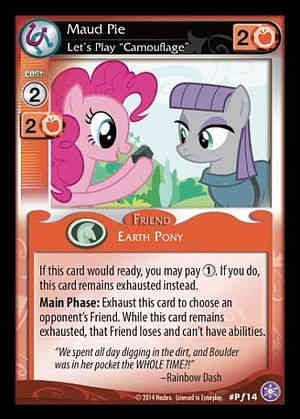 Maud Pie
Let's Play "Camouflage"
2
COST
2
2
FRIEND
EARTH PONY
If this card would ready, you may pay ①. If you do,
this card remains exhausted instead.
Main Phase: Exhaust this card to choose an
opponent's Friend. While this card remains
exhausted, that Friend loses and can't have abilities.
"We spent all day digging in the dirt, and Boulder
was in her pocket the WHOLE TIME?!"
–Rainbow Dash
© 2014 Hasbro. Licensed to Enterplay. #Pƒ14